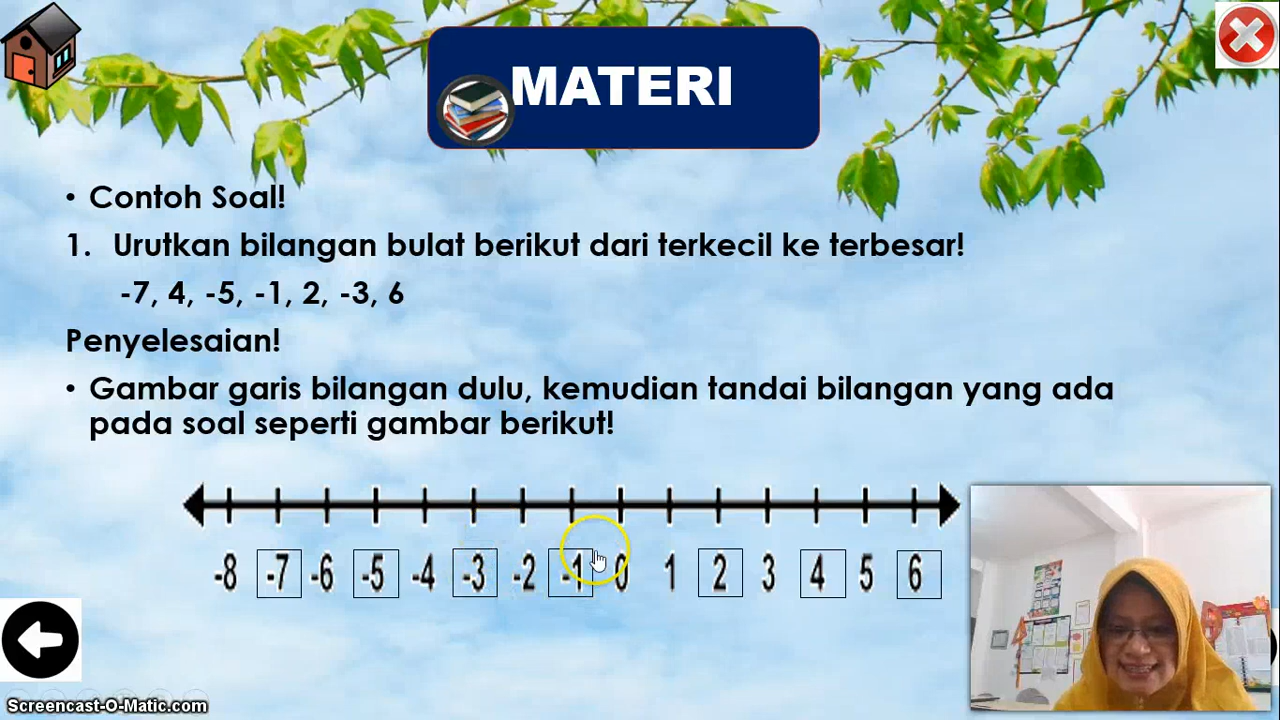 MATERI
• Contoh Soal!
1. Urutkan bilangan bulat berikut dari terkecil ke terbesar!
-7, 4, -5, -1, 2, -3, 6
Penyelesaian!
• Gambar garis bilangan dulu, kemudian tandai bilangan yang ada
pada soal seperti gambar berikut!
-8 -7 -6 -5 -4 -3 -2 -1 0 1 2 3 4 5 6
Screencast-O-Matic.com